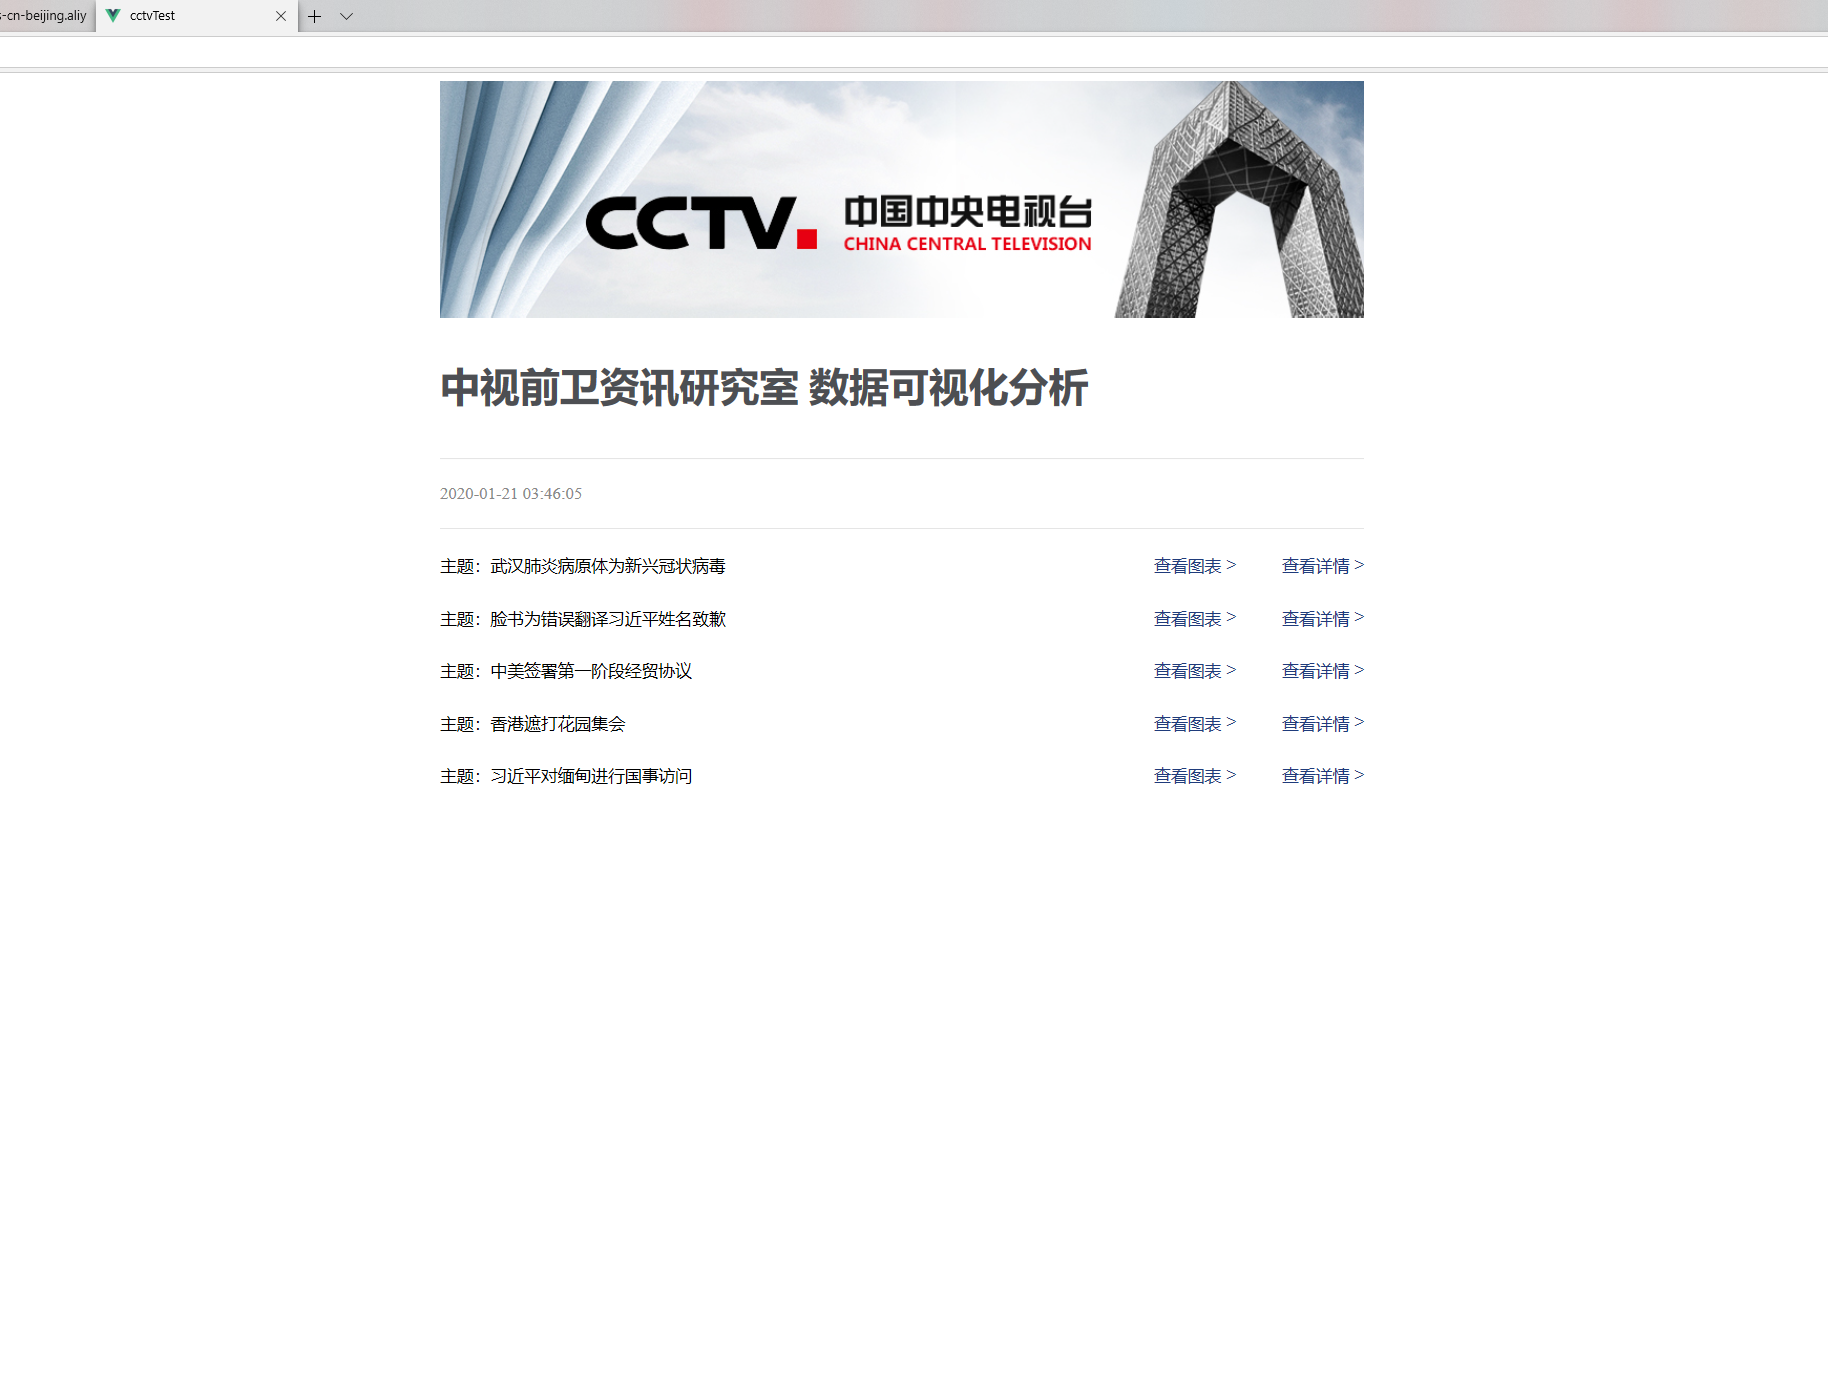 s-cn-beijing.aliy
cctvTest
CCTV
中国中央电视台
CHINA CENTRAL TELEVISION
中视前卫资讯研究室 数据可视化分析
2020-01-21 03:46:05
主题：武汉肺炎病原体为新兴冠状病毒 查看图表 > 查看详情 >
主题：脸书为错误翻译习近平姓名致歉 查看图表 > 查看详情 >
主题：中美签署第一阶段经贸协议 查看图表 > 查看详情 >
主题：香港遮打花园集会 查看图表 > 查看详情 >
主题：习近平对缅甸进行国事访问 查看图表 > 查看详情 >